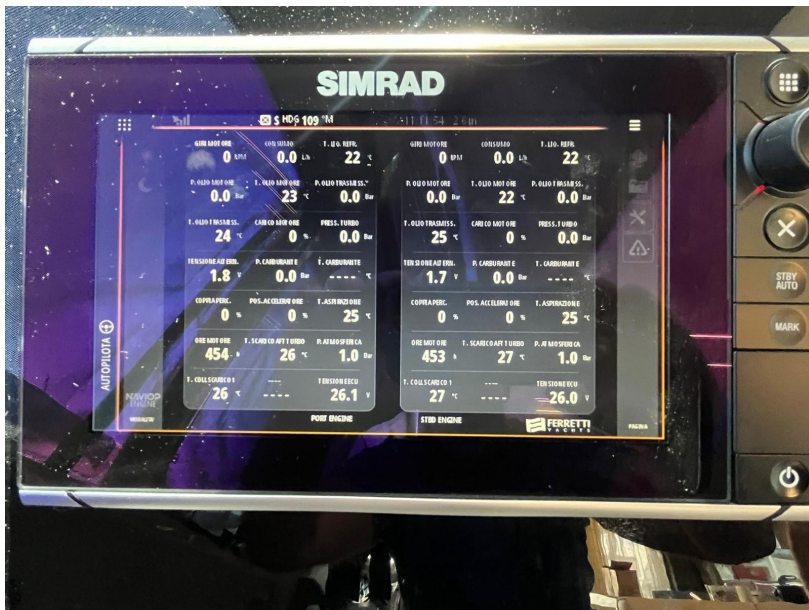 SIMRAD
S HDG 109 °M
GIRI MOTORE CONSUMO T. LIQ. REFR. GIRI MOTORE CONSUMO T. LIQ. REFR.
0 RPM 0.0 L/h 22 °C 0 RPM 0.0 L/h 22 °C
P. OLIO MOTORE T. OLIO MOTORE P. OLIO TRASMISS. P. OLIO MOTORE T. OLIO MOTORE P. OLIO TRASMISS.
0.0 Bar 23 °C 0.0 Bar 0.0 Bar 22 °C 0.0 Bar
T. OLIO TRASMISS. CARICO MOTORE PRESS. TURBO T. OLIO TRASMISS. CARICO MOTORE PRESS. TURBO
24 °C 0 % 0.0 Bar 25 °C 0 % 0.0 Bar
TENSIONE ALTERN. P. CARBURANTE T. CARBURANTE TENSIONE ALTERN. P. CARBURANTE T. CARBURANTE
1.8 V 0.0 Bar ---- °C 1.7 V 0.0 Bar ---- °C
COPPIA PERC. POS. ACCELERATORE T. ASPIRAZIONE COPPIA PERC. POS. ACCELERATORE T. ASPIRAZIONE
0 % 0 % 25 °C 0 % 0 % 25 °C
ORE MOTORE T. SCARICO AFT TURBO P. ATMOSFERICA ORE MOTORE T. SCARICO AFT TURBO P. ATMOSFERICA
454 h 26 °C 1.0 Bar 453 h 27 °C 1.0 Bar
T. COLL SCARICO 1 ---- TENSIONE ECU T. COLL SCARICO 1 ---- TENSIONE ECU
26 °C ---- 26.1 V 27 °C ---- 26.0 V
PORT ENGINE STBD ENGINE
FERRETTI
YACHTS
PAGINA
AUTOPILOTA
NAVIOP
STBY
AUTO
MARK